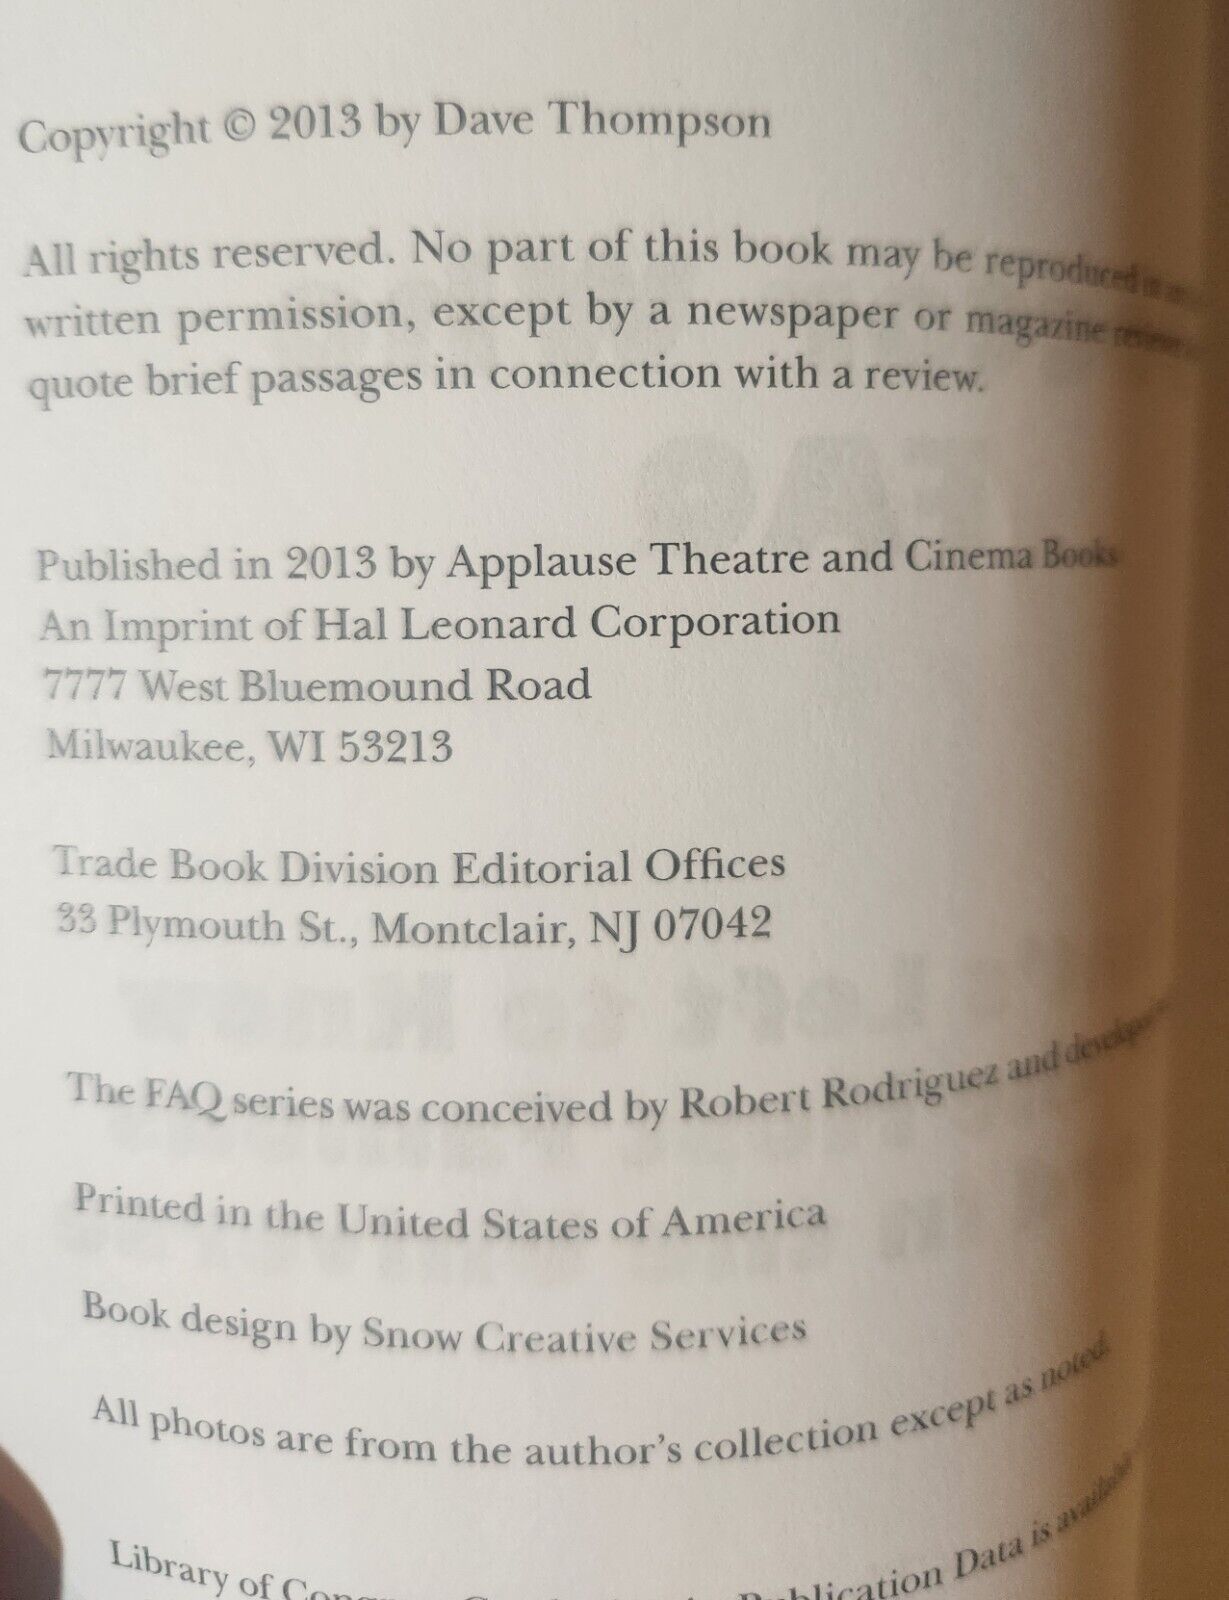 Copyright © 2013 by Dave Thompson
All rights reserved. No part of this book may be reproduced in
written permission, except by a newspaper or magazine
quote brief passages in connection with a review.
FAQ
Published in 2013 by Applause Theatre and Cinema Books
An Imprint of Hal Leonard Corporation
7777 West Bluemound Road
Milwaukee, WI 53213
Trade Book Division Editorial Offices
33 Plymouth St., Montclair, NJ 07042
Left to Know
The FAQ series was conceived by Robert Rodriguez and
Printed in the United States of America
Book design by Snow Creative Services
All photos are from the author's collection except as noted.
Library of
Publication Data is